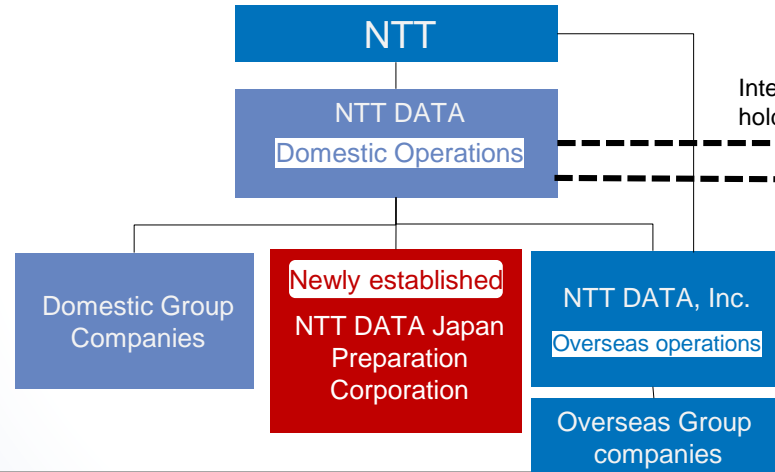 NTT
NTT DATA
Domestic Operations
Domestic Group
Companies
Newly established
NTT DATA Japan
Preparation
Corporation
NTT DATA, Inc.
Overseas operations
Overseas Group
companies